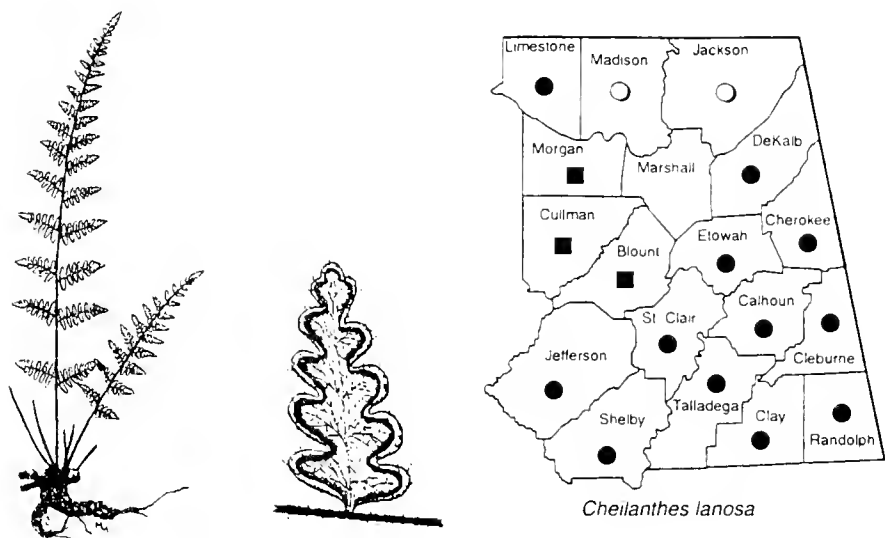 Limestone
Madison
Jackson
Morgan
Marshall
DeKalb
Cullman
Blount
Etowah
Cherokee
St. Clair
Calhoun
Jefferson
Cleburne
Shelby
Talladega
Clay
Randolph
Cheilanthes lanosa